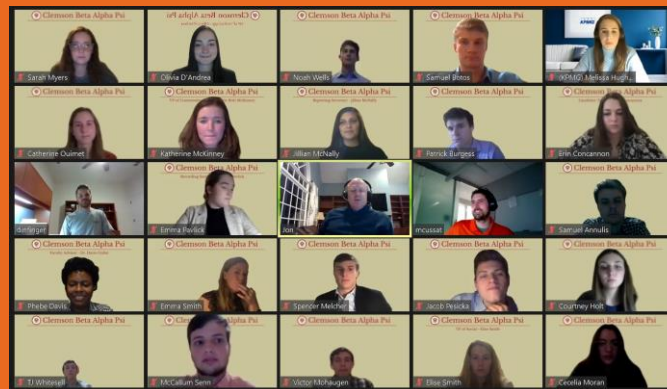 Clemson Beta Alpha Psi
Sarah Myers
Clemson Beta Alpha Psi
Olivia D'Andrea
Clemson Beta Alpha Psi
Noah Wells
Clemson Beta Alpha Psi
Samuel Botos
KPMG
(KPMG) Melissa Hugh...
Clemson Beta Alpha Psi
Catherine Ouimet
Clemson Beta Alpha Psi
Katherine McKinney
Clemson Beta Alpha Psi
Jillian McNally
Clemson Beta Alpha Psi
Patrick Burgess
Clemson Beta Alpha Psi
Erin Concannon
Clemson Beta Alpha Psi
Emma Pavlick
Jon
mcussat
Clemson Beta Alpha Psi
Samuel Annulis
Clemson Beta Alpha Psi
Phebe Davis
Clemson Beta Alpha Psi
Emma Smith
Clemson Beta Alpha Psi
Spencer Melcher
Clemson Beta Alpha Psi
Jacob Pesicka
Clemson Beta Alpha Psi
Courtney Holt
Clemson Beta Alpha Psi
TJ Whitesell
Clemson Beta Alpha Psi
McCallum Senn
Clemson Beta Alpha Psi
Victor Mohaugen
Clemson Beta Alpha Psi
Elise Smith
Clemson Beta Alpha Psi
Cecelia Moran